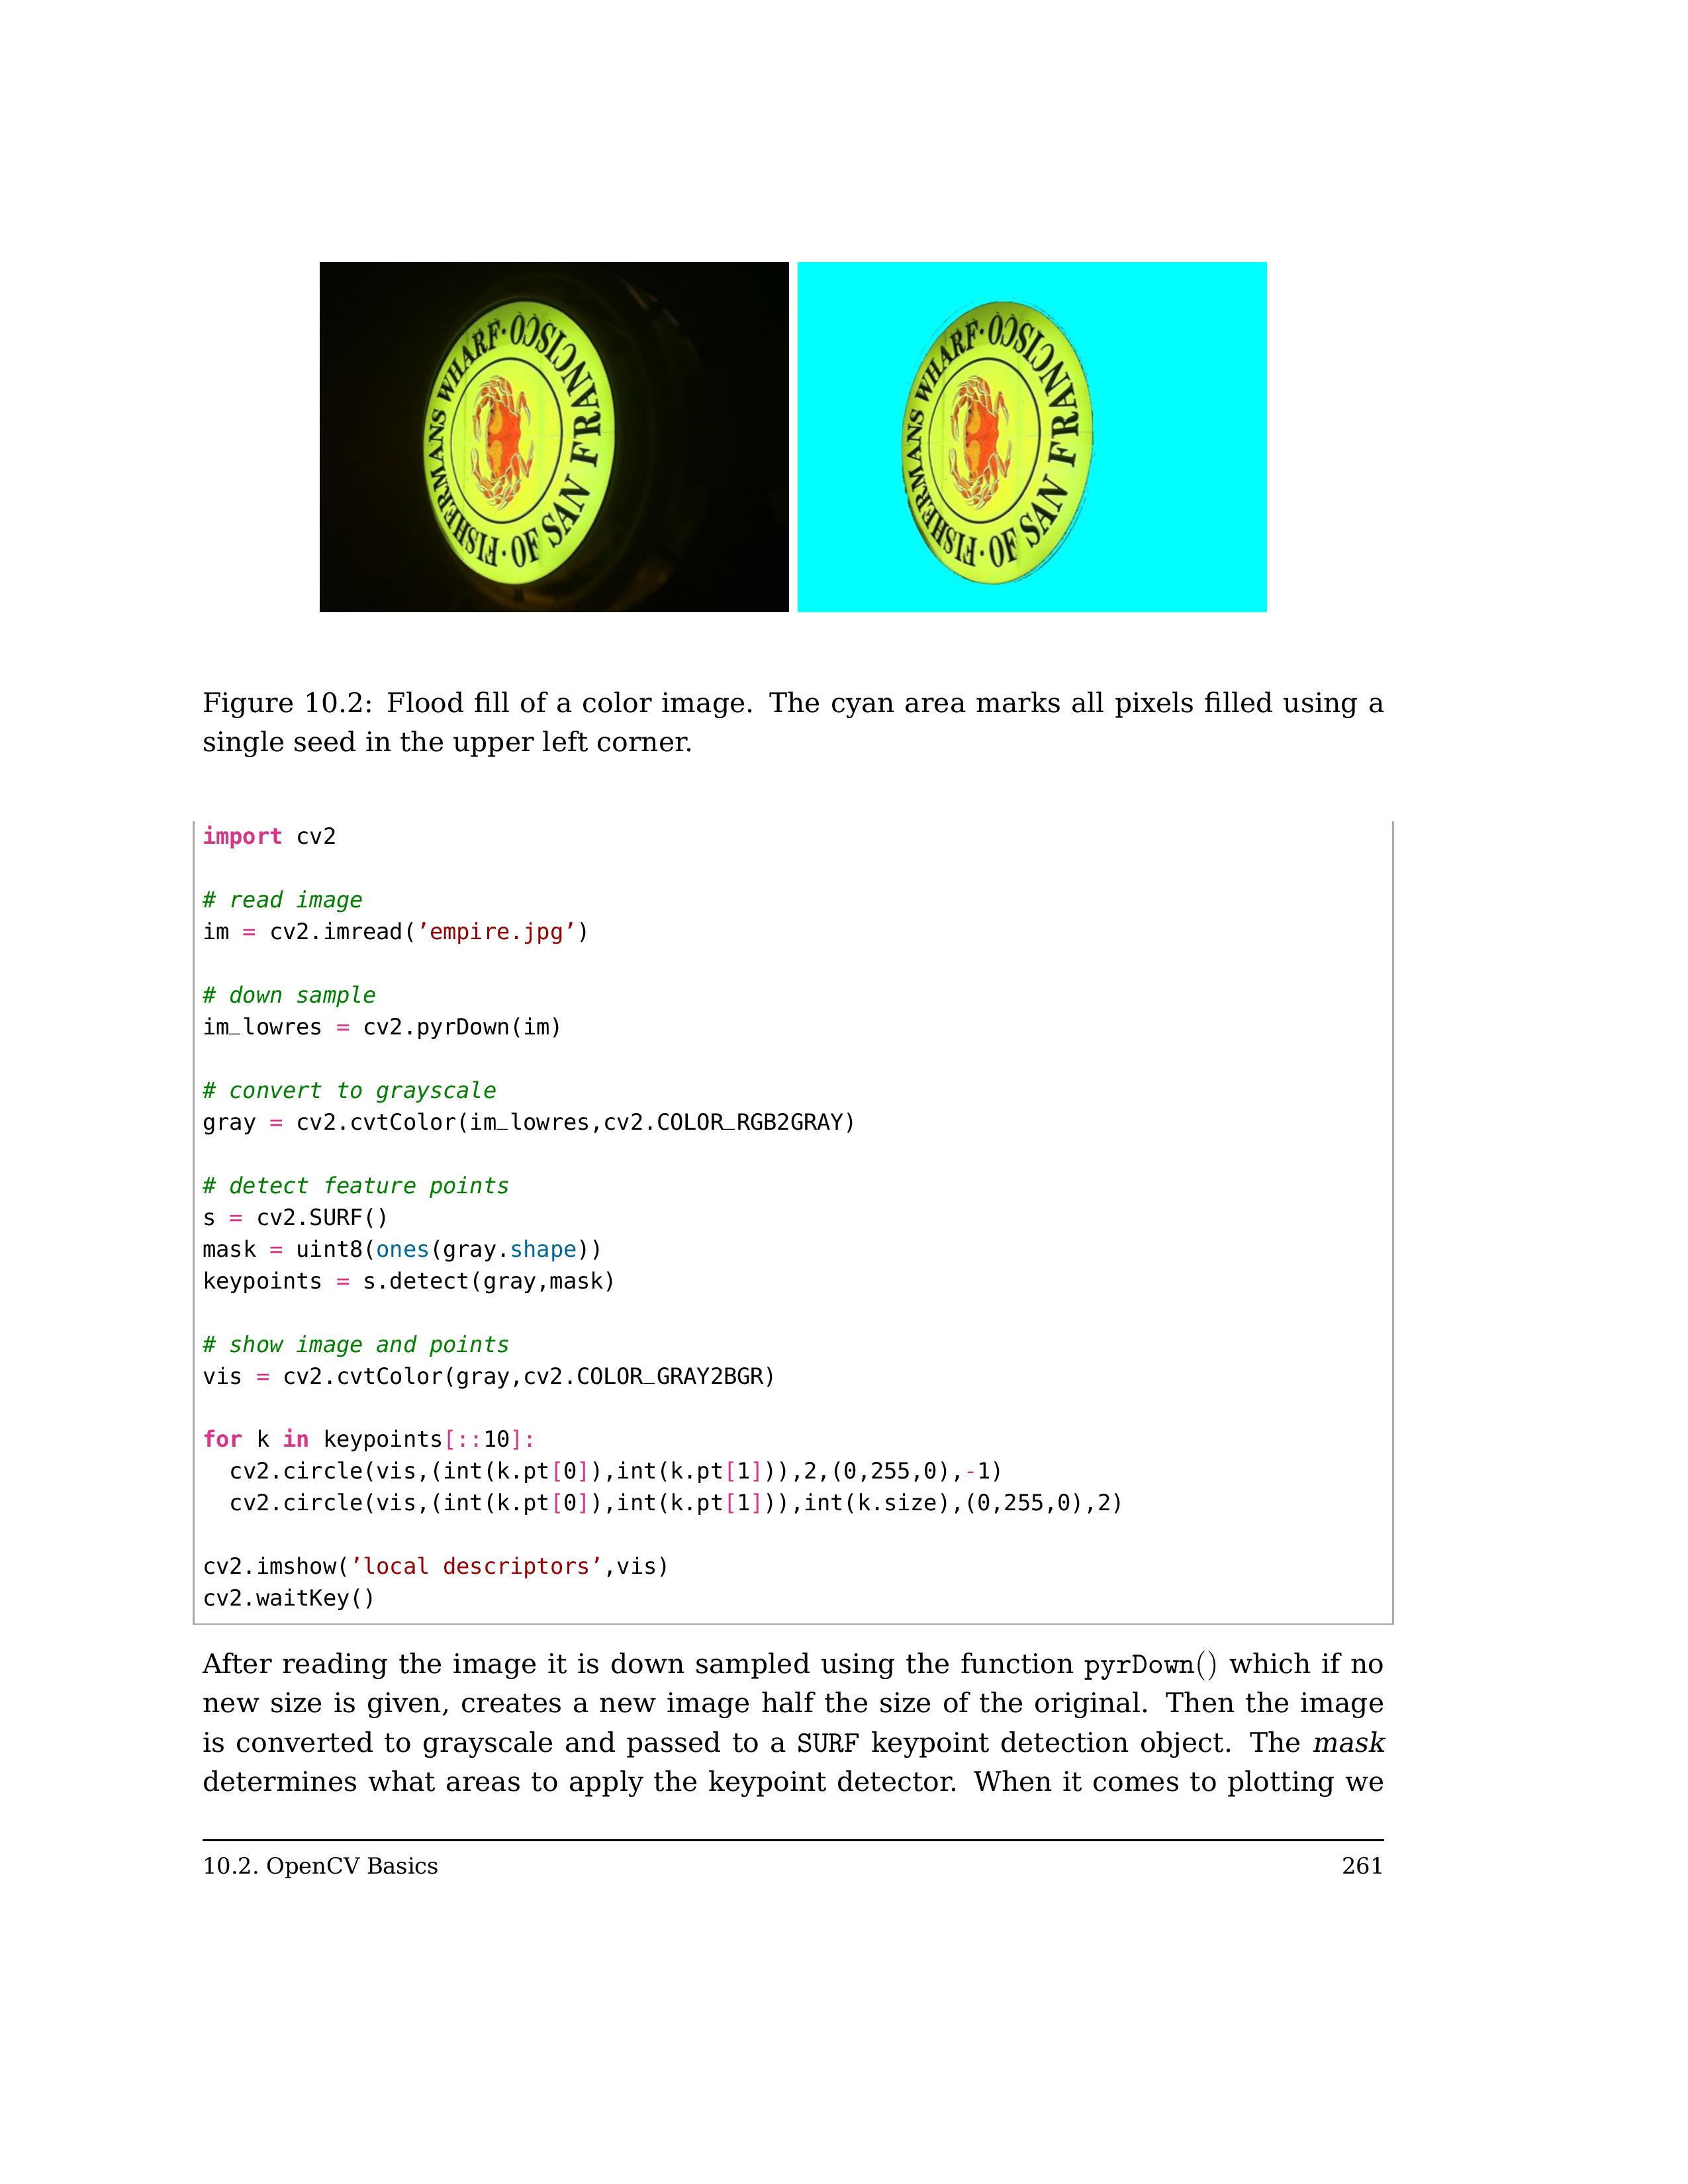 FISHERMANS WHARF · OF SAN FRANCISCO
FISHERMANS WHARF · OF SAN FRANCISCO
Figure 10.2: Flood fill of a color image. The cyan area marks all pixels filled using a
single seed in the upper left corner.
import cv2
# read image
im = cv2.imread(’empire.jpg’)
# down sample
im_lowres = cv2.pyrDown(im)
# convert to grayscale
gray = cv2.cvtColor(im_lowres,cv2.COLOR_RGB2GRAY)
# detect feature points
s = cv2.SURF()
mask = uint8(ones(gray.shape))
keypoints = s.detect(gray,mask)
# show image and points
vis = cv2.cvtColor(gray,cv2.COLOR_GRAY2BGR)
for k in keypoints[::10]:
  cv2.circle(vis,(int(k.pt[0]),int(k.pt[1])),2,(0,255,0),-1)
  cv2.circle(vis,(int(k.pt[0]),int(k.pt[1])),int(k.size),(0,255,0),2)
cv2.imshow(’local descriptors’,vis)
cv2.waitKey()
After reading the image it is down sampled using the function pyrDown() which if no
new size is given, creates a new image half the size of the original. Then the image
is converted to grayscale and passed to a SURF keypoint detection object. The mask
determines what areas to apply the keypoint detector. When it comes to plotting we
10.2. OpenCV Basics 261